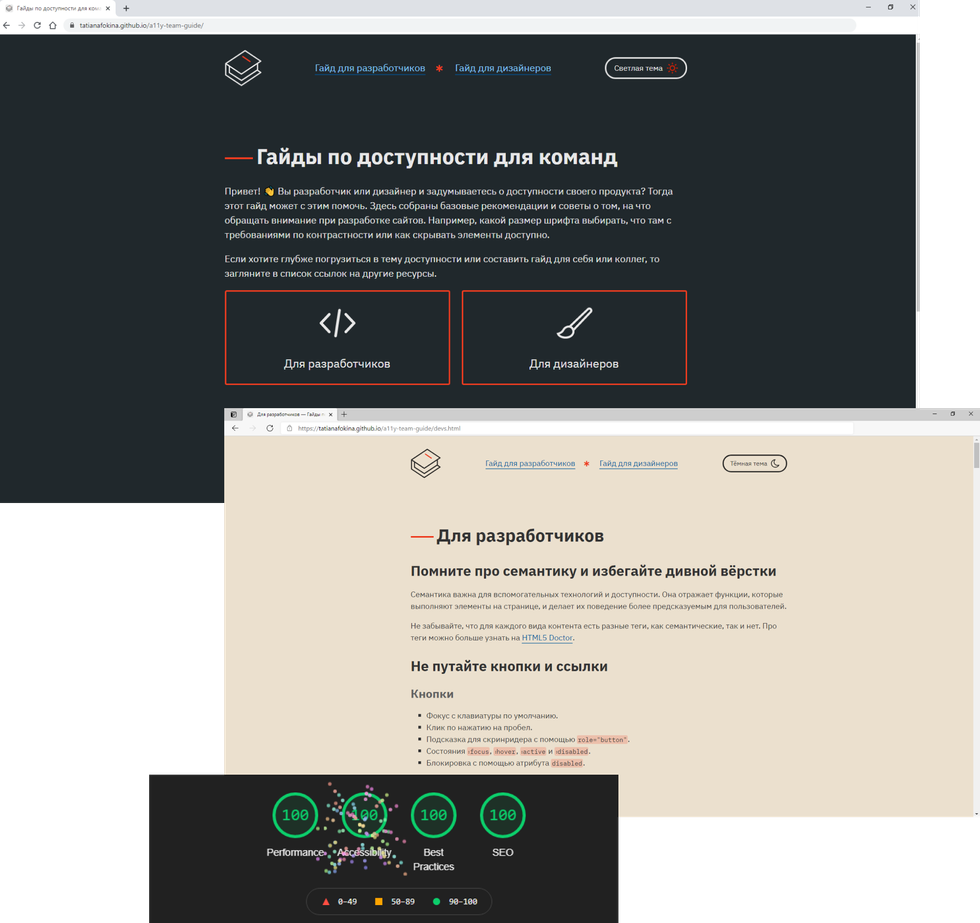 Гайды по доступности для кома
tatianafokina.github.io/a11y-team-guide/
Гайд для разработчиков * Гайд для дизайнеров
Светлая тема
Гайды по доступности для команд
Привет! 👋 Вы разработчик или дизайнер и задумываетесь о доступности своего продукта? Тогда
этот гайд может с этим помочь. Здесь собраны базовые рекомендации и советы о том, на что
обращать внимание при разработке сайтов. Например, какой размер шрифта выбирать, что там с
требованиями по контрастности или как скрывать элементы доступно.
Если хотите глубже погрузиться в тему доступности или составить гайд для себя или коллег, то
загляните в список ссылок на другие ресурсы.
Для разработчиков
Для дизайнеров
Для разработчиков — Гайды п
https://tatianafokina.github.io/a11y-team-guide/devs.html
Гайд для разработчиков * Гайд для дизайнеров
Тёмная тема
Для разработчиков
Помните про семантику и избегайте дивной вёрстки
Семантика важна для вспомогательных технологий и доступности. Она отражает функции, которые
выполняют элементы на странице, и делает их поведение более предсказуемым для пользователей.
Не забывайте, что для каждого вида контента есть разные теги, как семантические, так и нет. Про
теги можно больше узнать на HTML5 Doctor.
Не путайте кнопки и ссылки
Кнопки
Фокус с клавиатуры по умолчанию.
Клик по нажатию на пробел.
Подсказка для скринридера с помощью role="button".
Состояния :focus, :hover, :active и :disabled.
Блокировка с помощью атрибута disabled.
100 100 100 100
Performance Accessibility Best Practices SEO
0–49 50–89 90–100